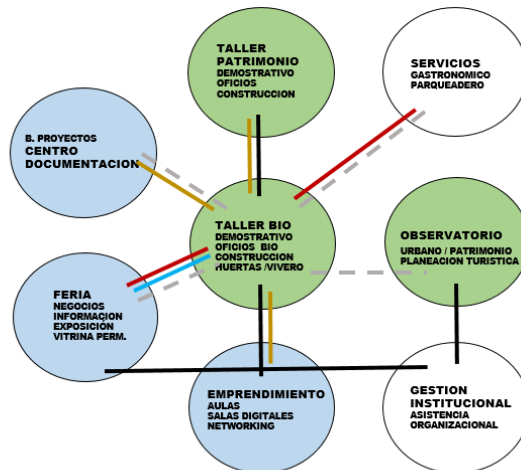 TALLER
PATRIMONIO
DEMOSTRATIVO
OFICIOS
CONSTRUCCION
SERVICIOS
GASTRONOMICO
PARQUEADERO
B. PROYECTOS
CENTRO
DOCUMENTACION
TALLER BIO
DEMOSTRATIVO
OFICIOS BIO
CONSTRUCCION
HUERTAS /VIVERO
OBSERVATORIO
URBANO / PATRIMONIO
PLANEACION TURISTICA
FERIA
NEGOCIOS
INFORMACION
EXPOSICIÓN
VITRINA PERM.
EMPRENDIMIENTO
AULAS
SALAS DIGITALES
NETWORKING
GESTION
INSTITUCIONAL
ASISTENCIA
ORGANIZACIONAL